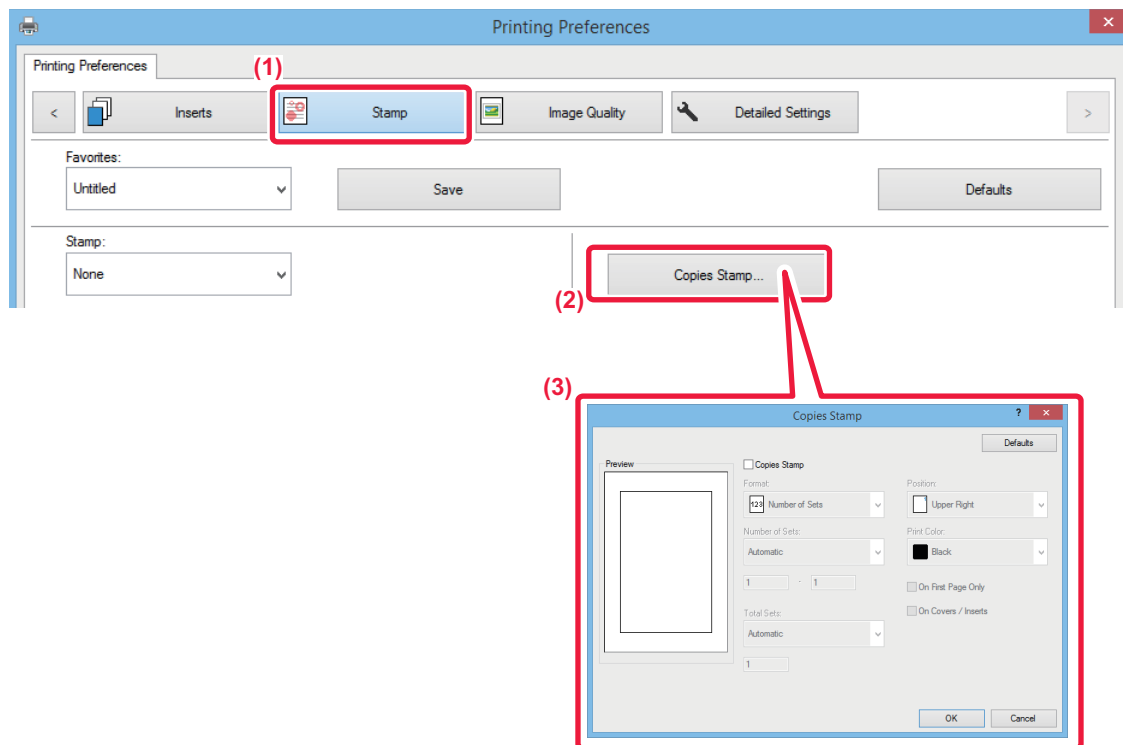 Printing Preferences
Printing Preferences
(1)
< Inserts Stamp Image Quality Detailed Settings >
Favorites:
Untitled Save Defaults
Stamp:
None Copies Stamp...
(2)
(3)
Copies Stamp ?
Defaults
Preview Copies Stamp
Format: Position:
123 Number of Sets Upper Right
Number of Sets: Print Color:
Automatic Black
1 - 1 On First Page Only
Total Sets: On Covers / Inserts
Automatic
1
OK Cancel